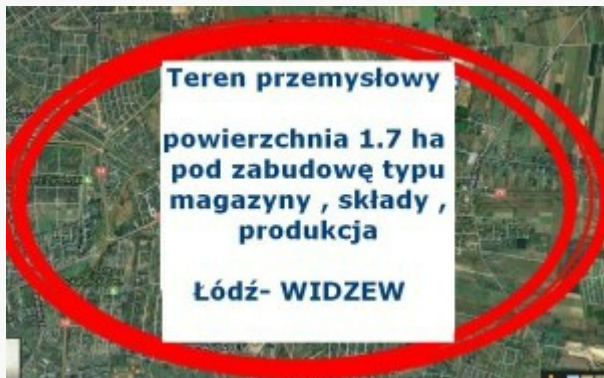 Teren przemysłowy
powierzchnia 1.7 ha
pod zabudowę typu
magazyny , składy ,
produkcja
Łódź- WIDZEW